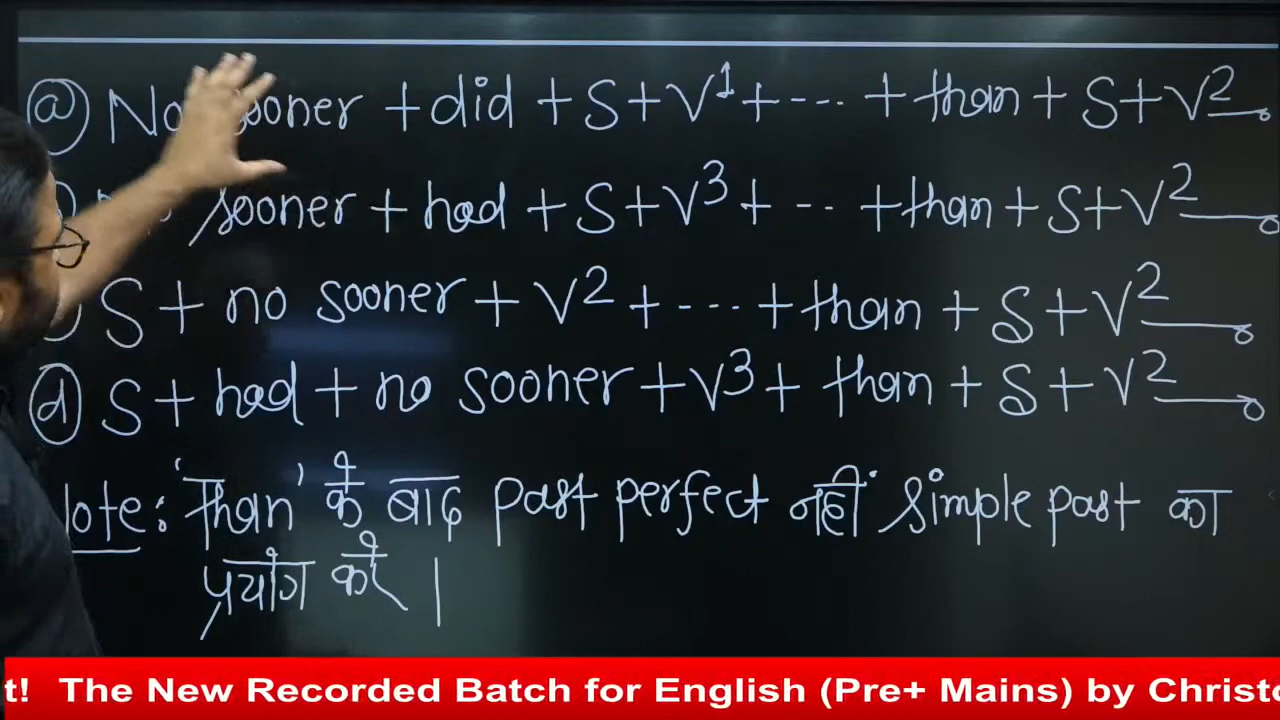 ⓐ No sooner + did + S + V¹ + --- + than + S + V²
sooner + had + S + V³ + -- + than + S + V²
S + no sooner + V² + --- + than + S + V²
ⓓ S + had + no sooner + V³ + than + S + V²
Note: 'Than' के बाद past perfect नहीं simple past का
प्रयोग करें।
t! The New Recorded Batch for English (Pre+ Mains) by Christo